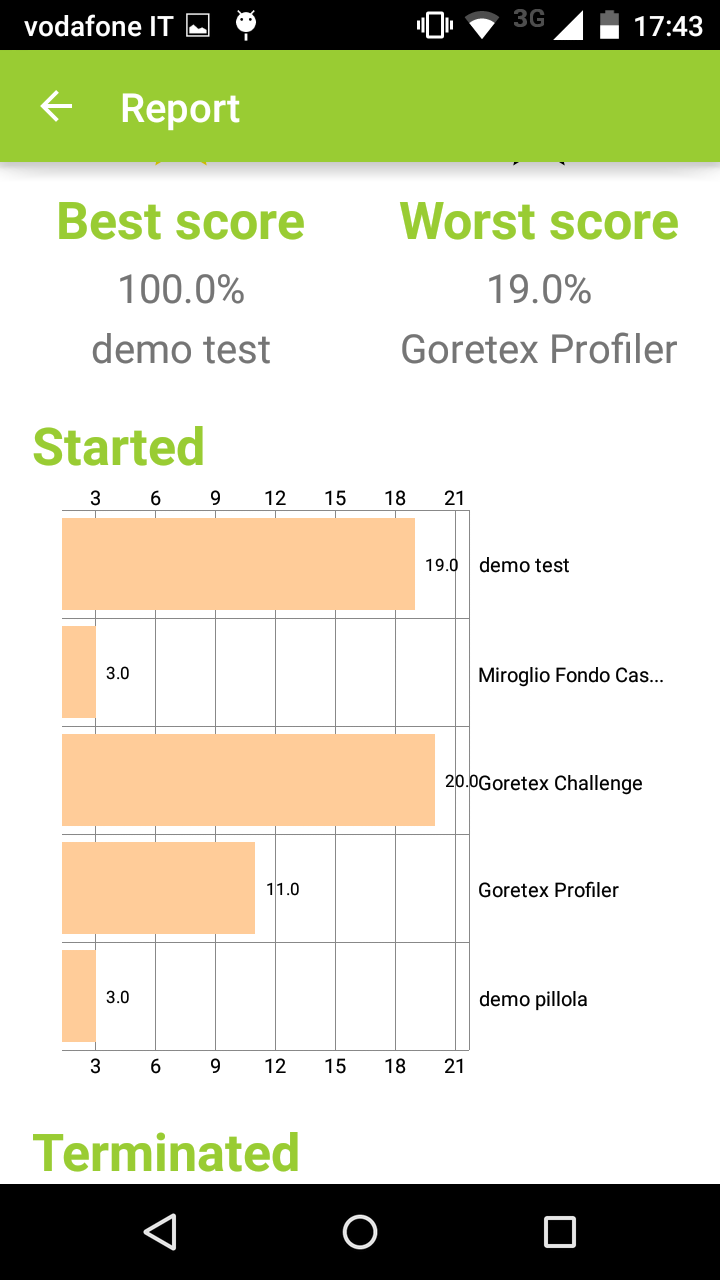 vodafone IT 3G 17:43
Report
Best score Worst score
100.0% 19.0%
demo test Goretex Profiler
Started
3 6 9 12 15 18 21
19.0 demo test
3.0 Miroglio Fondo Cas...
20.0 Goretex Challenge
11.0 Goretex Profiler
3.0 demo pillola
3 6 9 12 15 18 21
Terminated